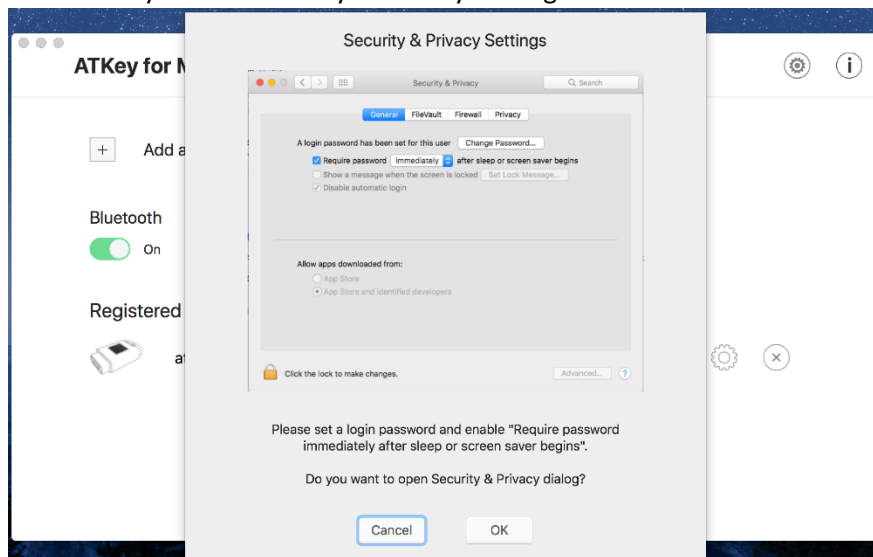 Security & Privacy Settings
ATKey for M
Security & Privacy
Search
General FileVault Firewall Privacy
A login password has been set for this user Change Password...
Require password immediately after sleep or screen saver begins
Show a message when the screen is locked Set Lock Message...
Disable automatic login
Add a
Bluetooth
On
Allow apps downloaded from:
App Store
App Store and identified developers
Registered
at
Click the lock to make changes.
Advanced... ?
Please set a login password and enable "Require password
immediately after sleep or screen saver begins".
Do you want to open Security & Privacy dialog?
Cancel OK